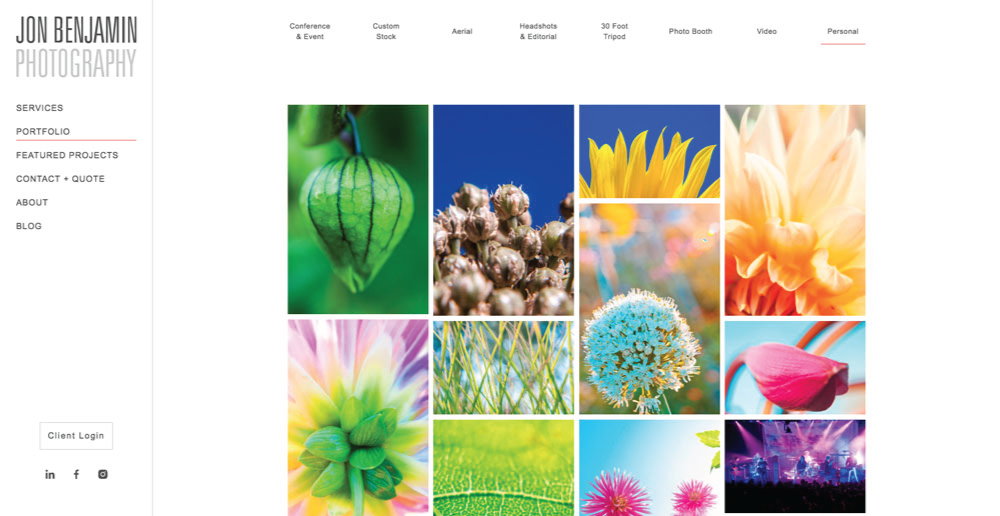 JON BENJAMIN
PHOTOGRAPHY
SERVICES
PORTFOLIO
FEATURED PROJECTS
CONTACT + QUOTE
ABOUT
BLOG
Client Login
Conference
& Event
Custom
Stock
Aerial
Headshots
& Editorial
30 Foot
Tripod
Photo Booth
Video
Personal